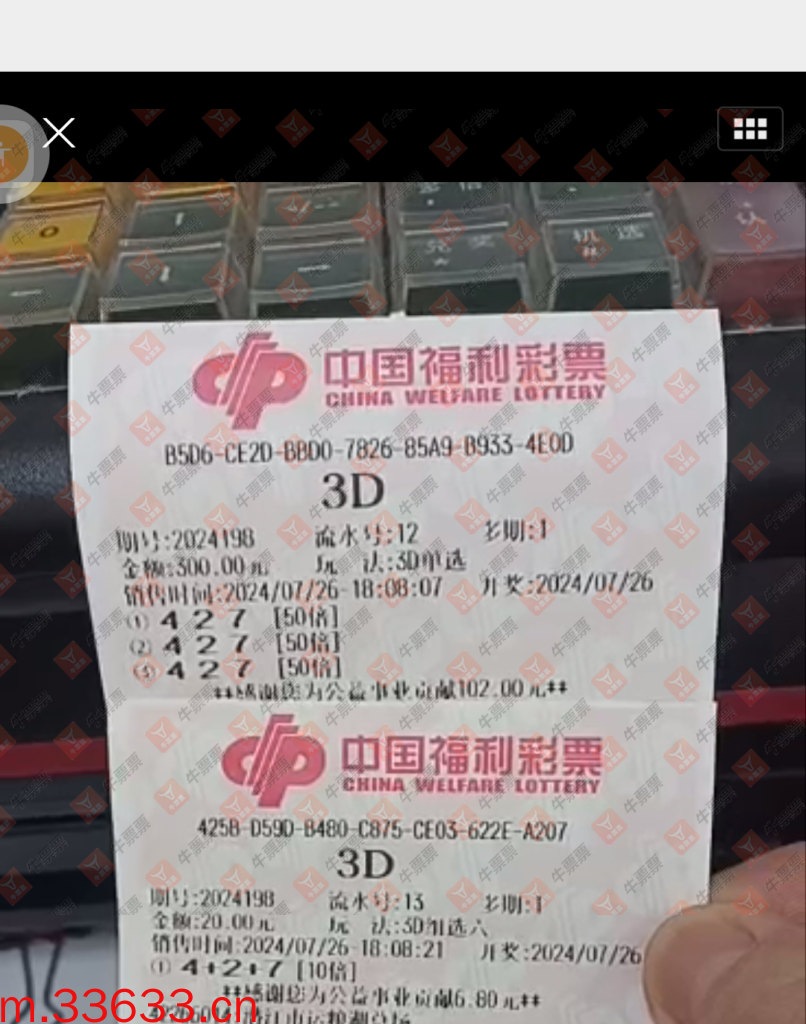 机 选
中国福利彩票
CHINA WELFARE LOTTERY
B5D6-CE2D-BBD0-7826-85A9-B933-4E0D
3D
期号:2024198 流水号:12 多期:1
金额:300.00元 玩 法:3D单选
销售时间:2024/07/26-18:08:07 开奖:2024/07/26
(1) 4 2 7 [50倍]
(2) 4 2 7 [50倍]
(3) 4 2 7 [50倍]
**感谢您为公益事业贡献102.00元**
中国福利彩票
CHINA WELFARE LOTTERY
425B-D59D-B480-C875-CE03-622E-A207
3D
期号:2024198 流水号:13 多期:1
金额:20.00元 玩 法:3D组选六
销售时间:2024/07/26-18:08:21 开奖:2024/07/26
(1) 4+2+7 [10倍]
**感谢您为公益事业贡献6.80元**
m.33633.cn
牛票票